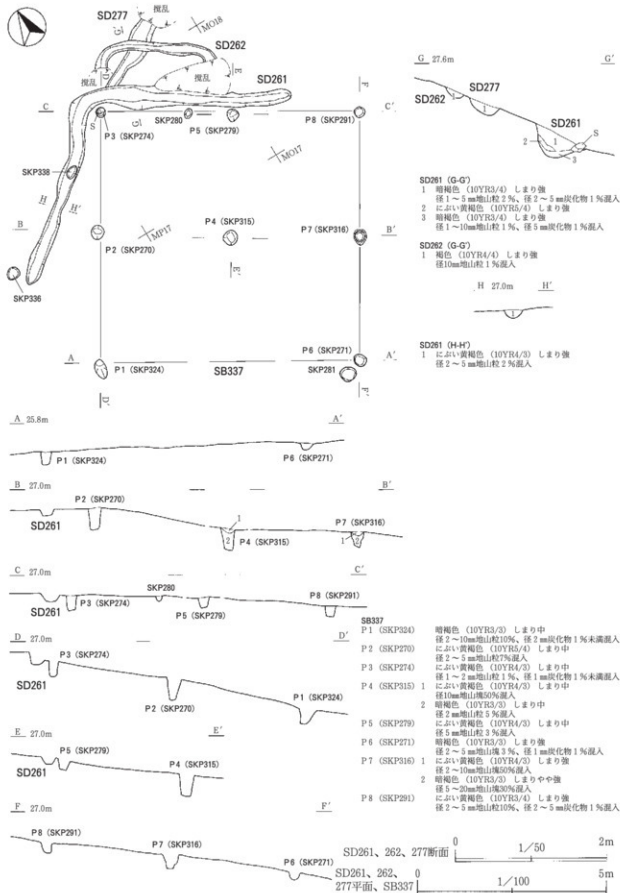 SD277
撹乱
MO18
SD262
撹乱
撹乱
SD261
G
G'
D
E
F
C
C'
S
P3 (SKP274)
SKP280
P5 (SKP279)
P8 (SKP291)
MO17
SKP338
H
H'
B
B'
P2 (SKP270)
MP17
P4 (SKP315)
P7 (SKP316)
E'
SKP336
A
A'
P1 (SKP324)
SB337
P6 (SKP271)
SKP281
D'
F'
G 27.6m G'
SD262
SD277
SD261
1
1
2
1
3
S
SD261 (G-G')
1 暗褐色 (10YR3/4) しまり強
径1~5㎜地山粒2%、径2~5㎜炭化物1%混入
2 にぶい黄褐色 (10YR5/4) しまり強
3 暗褐色 (10YR3/4) しまり強
径1~10㎜地山粒1%、径5㎜炭化物1%混入
SD262 (G-G')
1 褐色 (10YR4/4) しまり強
径10㎜地山粒1%混入
H 27.0m H'
1
SD261 (H-H')
1 にぶい黄褐色 (10YR4/3) しまり強
径2~5㎜地山粒2%混入
A 25.8m A'
P1 (SKP324)
P6 (SKP271)
B 27.0m B'
SD261
P2 (SKP270)
1
2
P4 (SKP315)
P7 (SKP316)
1
2
C 27.0m C'
SD261
P3 (SKP274)
SKP280
P5 (SKP279)
P8 (SKP291)
D 27.0m D'
SD261
P3 (SKP274)
P2 (SKP270)
P1 (SKP324)
E 27.0m E'
SD261
P5 (SKP279)
P4 (SKP315)
F 27.0m F'
P8 (SKP291)
P7 (SKP316)
P6 (SKP271)
SB337
P1 (SKP324) 暗褐色 (10YR3/3) しまり中
径2~10㎜地山粒10%、径2㎜炭化物1%未満混入
P2 (SKP270) にぶい黄褐色 (10YR5/4) しまり中
径2~5㎜地山粒7%混入
P3 (SKP274) にぶい黄褐色 (10YR4/3) しまり中
径1~2㎜地山粒1%、径1㎜炭化物1%未満混入
P4 (SKP315) 1 にぶい黄褐色 (10YR4/3) しまり中
径10㎜地山塊50%混入
2 暗褐色 (10YR3/3) しまり中
径2㎜地山粒5%混入
P5 (SKP279) にぶい黄褐色 (10YR4/3) しまり中
径5㎜地山粒3%混入
P6 (SKP271) 暗褐色 (10YR3/3) しまり強
径2~5㎜地山塊3%、径1㎜炭化物1%混入
P7 (SKP316) 1 にぶい黄褐色 (10YR4/3) しまり強
径2~10㎜地山塊50%混入
2 暗褐色 (10YR3/3) しまりやや強
径5~20㎜地山塊30%混入
P8 (SKP291) にぶい黄褐色 (10YR3/4) しまり強
径2~5㎜地山粒10%、径2~5㎜炭化物1%混入
SD261、262、277断面 0 1/50 2m
SD261、262、
277平面、SB337 0 1/100 5m